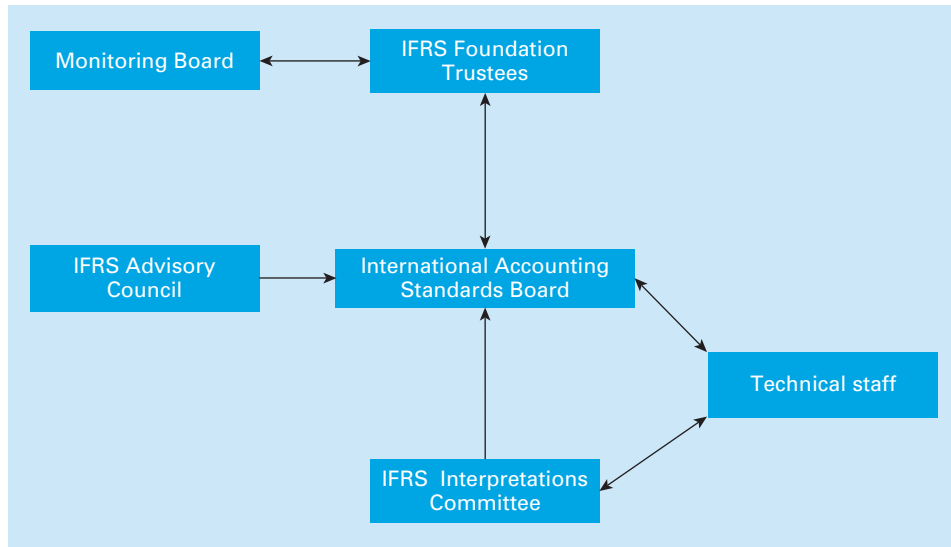 Monitoring Board
IFRS Foundation
Trustees
IFRS Advisory
Council
International Accounting
Standards Board
Technical staff
IFRS Interpretations
Committee